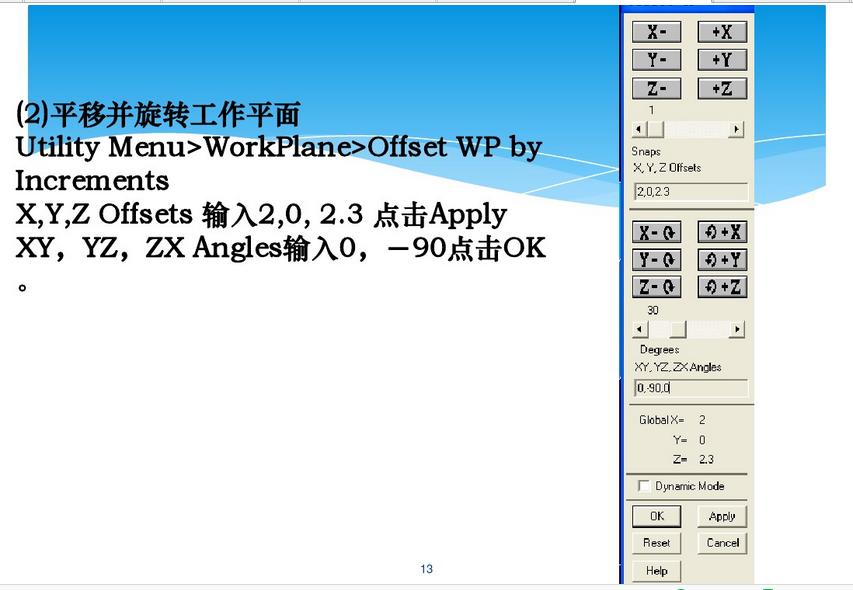 (2)平移并旋转工作平面
Utility Menu>WorkPlane>Offset WP by
Increments
X,Y,Z Offsets 输入2,0, 2.3 点击Apply
XY，YZ，ZX Angles输入0，－90点击OK
。
13
X- +X
Y- +Y
Z- +Z
1
Snaps
X, Y, Z Offsets
2,0,2.3
X- +X
Y- +Y
Z- +Z
30
Degrees
XY, YZ, ZX Angles
0,-90,0
Global X= 2
Y= 0
Z= 2.3
Dynamic Mode
OK Apply
Reset Cancel
Help